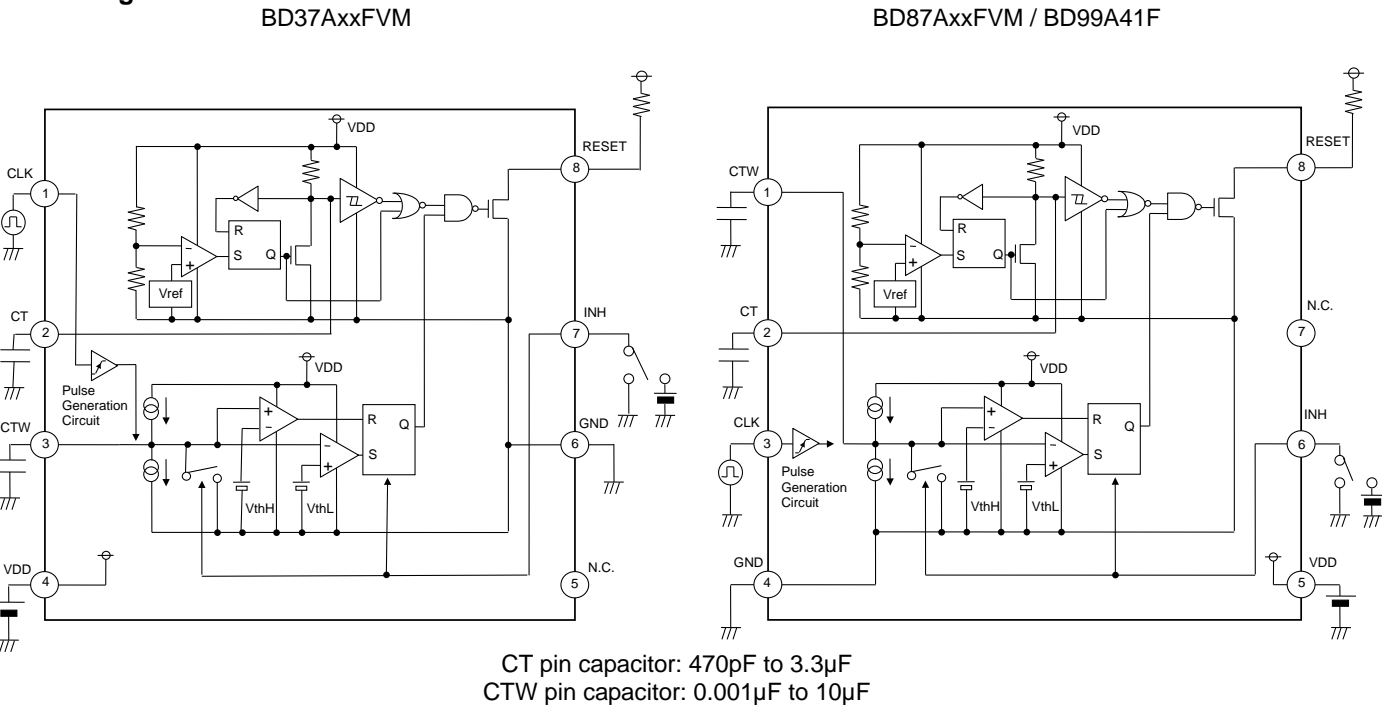 BD37AxxFVM
BD87AxxFVM / BD99A41F
VDD
RESET
CLK
1
8
R
S
Q
Vref
CT
2
INH
7
VDD
Pulse
Generation
Circuit
R
Q
S
CTW
3
GND
6
VthH
VthL
VDD
4
N.C.
5
VDD
RESET
CTW
1
8
R
S
Q
Vref
CT
2
N.C.
7
VDD
R
Q
S
CLK
3
INH
6
Pulse
Generation
Circuit
VthH
VthL
GND
4
VDD
5
CT pin capacitor: 470pF to 3.3µF
CTW pin capacitor: 0.001µF to 10µF